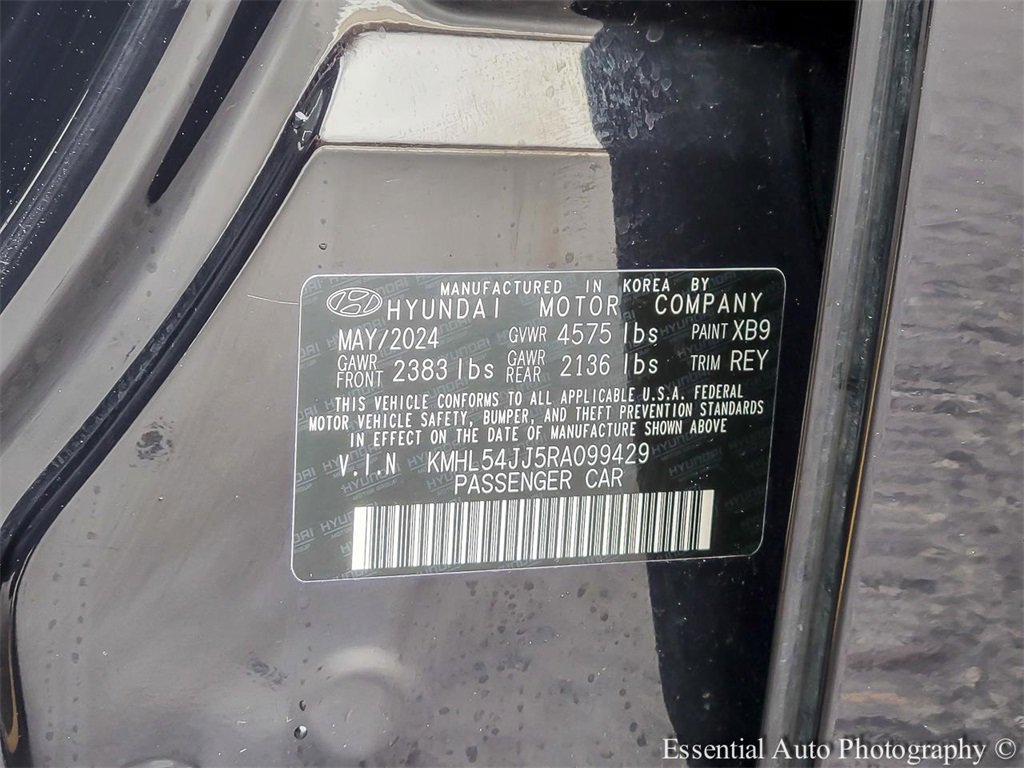 MANUFACTURED IN KOREA BY
HYUNDAI MOTOR COMPANY
MAY/2024 GVWR 4575 lbs PAINT XB9
GAWR FRONT 2383 lbs GAWR REAR 2136 lbs TRIM REY
THIS VEHICLE CONFORMS TO ALL APPLICABLE U.S.A. FEDERAL
MOTOR VEHICLE SAFETY, BUMPER, AND THEFT PREVENTION STANDARDS
IN EFFECT ON THE DATE OF MANUFACTURE SHOWN ABOVE
V.I.N KMHL54JJ5RA099429
PASSENGER CAR
Essential Auto Photography ©